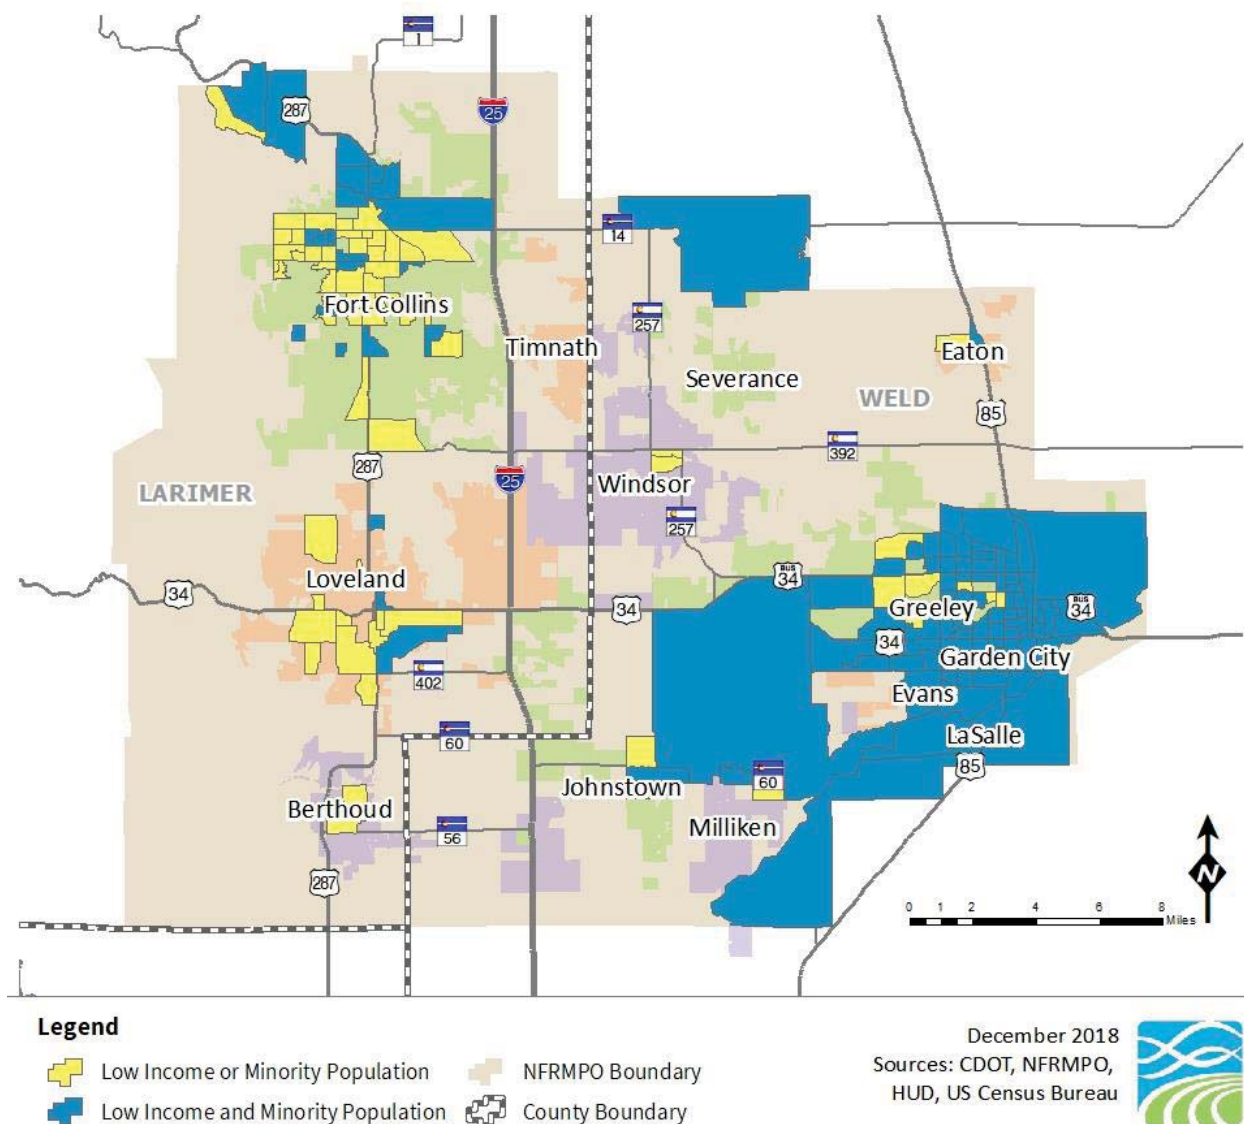 1
287
25
14
257
Fort Collins
Timnath
Severance
Eaton
WELD
85
392
287
25
LARIMER
Windsor
257
34
Loveland
BUS
34
34
Greeley
BUS
34
34
Garden City
402
Evans
60
LaSalle
85
60
Johnstown
Berthoud
Milliken
56
287
N
0 1 2 4 6 8
Miles
Legend
Low Income or Minority Population
NFRMPO Boundary
Low Income and Minority Population
County Boundary
December 2018
Sources: CDOT, NFRMPO,
HUD, US Census Bureau